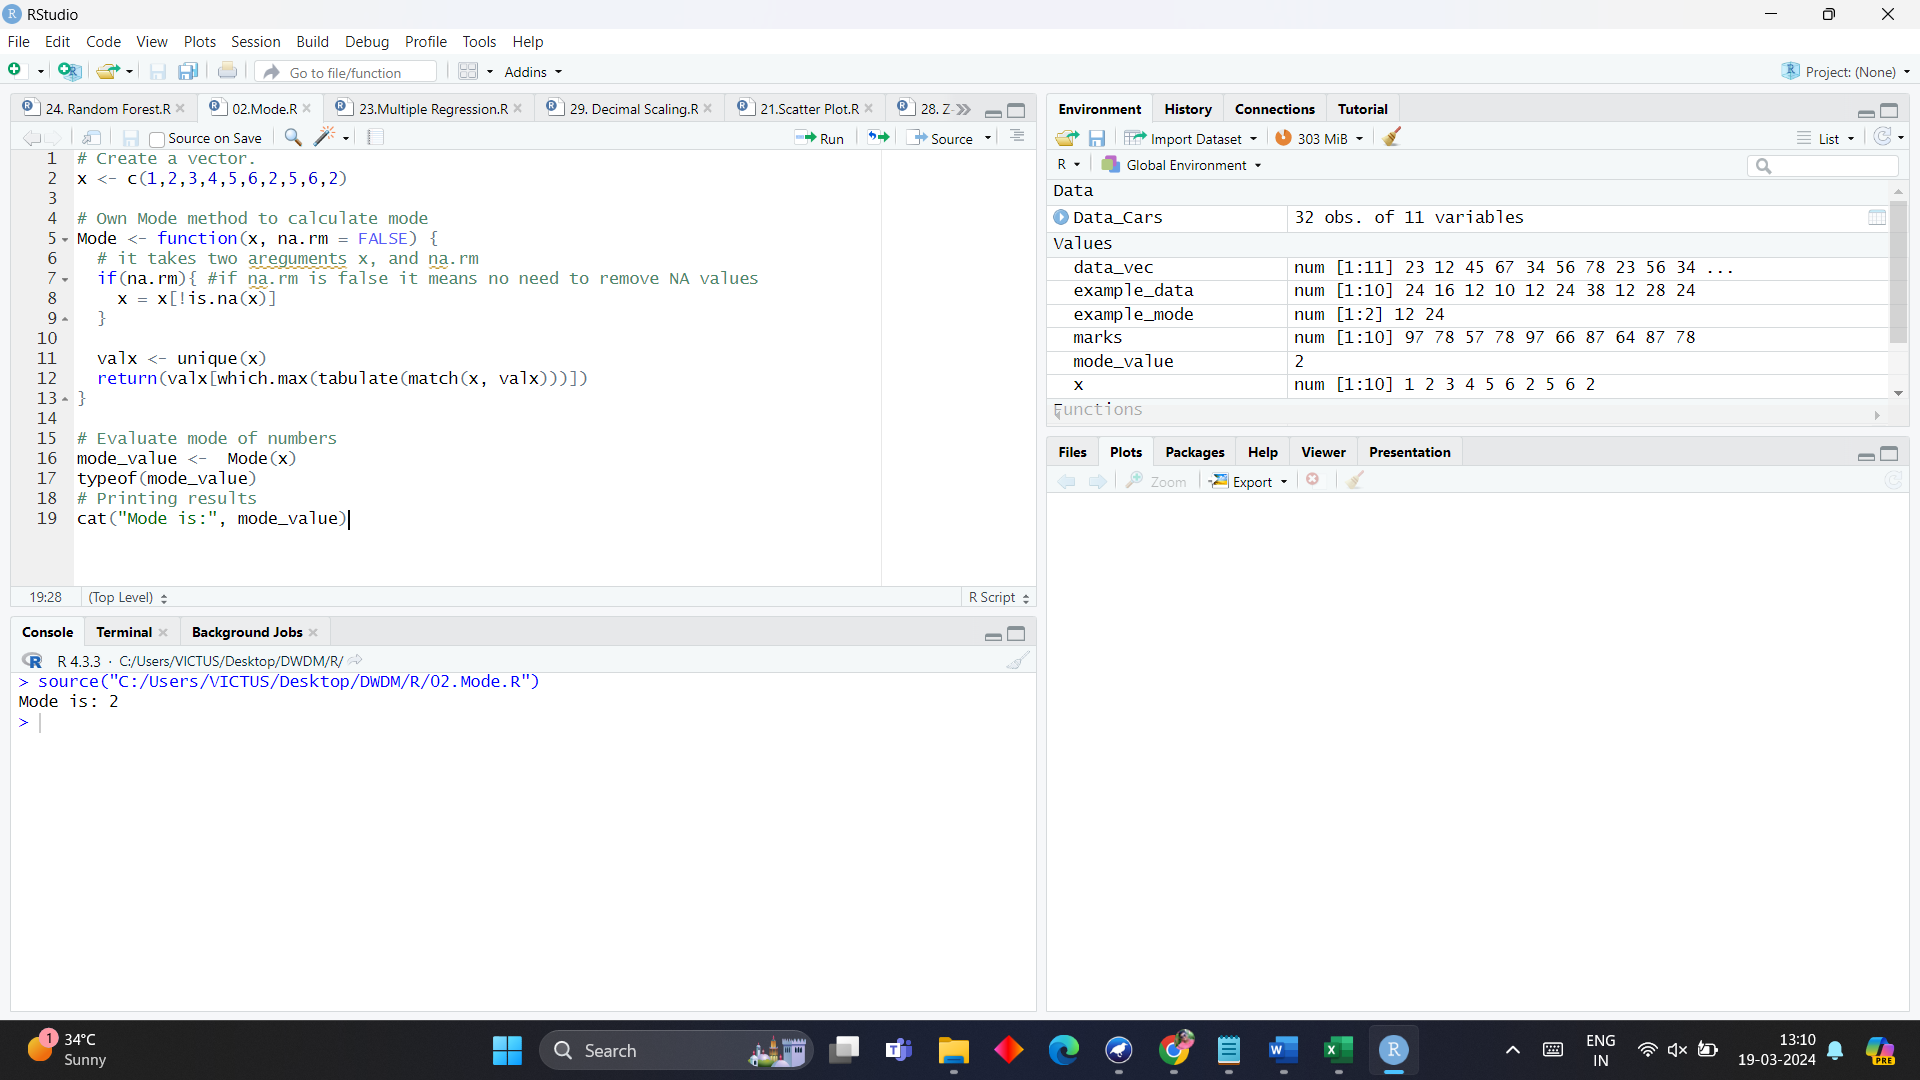 RStudio
File Edit Code View Plots Session Build Debug Profile Tools Help
Go to file/function Addins Project: (None)
24. Random Forest.R 02.Mode.R 23.Multiple Regression.R 29. Decimal Scaling.R 21.Scatter Plot.R 28. Z-
Source on Save Run Source
1 # Create a vector.
2 x <- c(1,2,3,4,5,6,2,5,6,2)
3
4 # Own Mode method to calculate mode
5 Mode <- function(x, na.rm = FALSE) {
6 # it takes two areguments x, and na.rm
7 if(na.rm){ #if na.rm is false it means no need to remove NA values
8 x = x[!is.na(x)]
9 }
10
11 valx <- unique(x)
12 return(valx[which.max(tabulate(match(x, valx)))])
13 }
14
15 # Evaluate mode of numbers
16 mode_value <-  Mode(x)
17 typeof(mode_value)
18 # Printing results
19 cat("Mode is:", mode_value)
19:28 (Top Level) R Script
Console Terminal Background Jobs
R 4.3.3 · C:/Users/VICTUS/Desktop/DWDM/R/
> source("C:/Users/VICTUS/Desktop/DWDM/R/02.Mode.R")
Mode is: 2
>
Environment History Connections Tutorial
Import Dataset 303 MiB List
R Global Environment
Data
Data_Cars 32 obs. of 11 variables
Values
data_vec num [1:11] 23 12 45 67 34 56 78 23 56 34 ...
example_data num [1:10] 24 16 12 10 12 24 38 12 28 24
example_mode num [1:2] 12 24
marks num [1:10] 97 78 57 78 97 66 87 64 87 78
mode_value 2
x num [1:10] 1 2 3 4 5 6 2 5 6 2
Functions
Files Plots Packages Help Viewer Presentation
Zoom Export
1 34°C
Sunny
Search
ENG
IN
13:10
19-03-2024
PRE